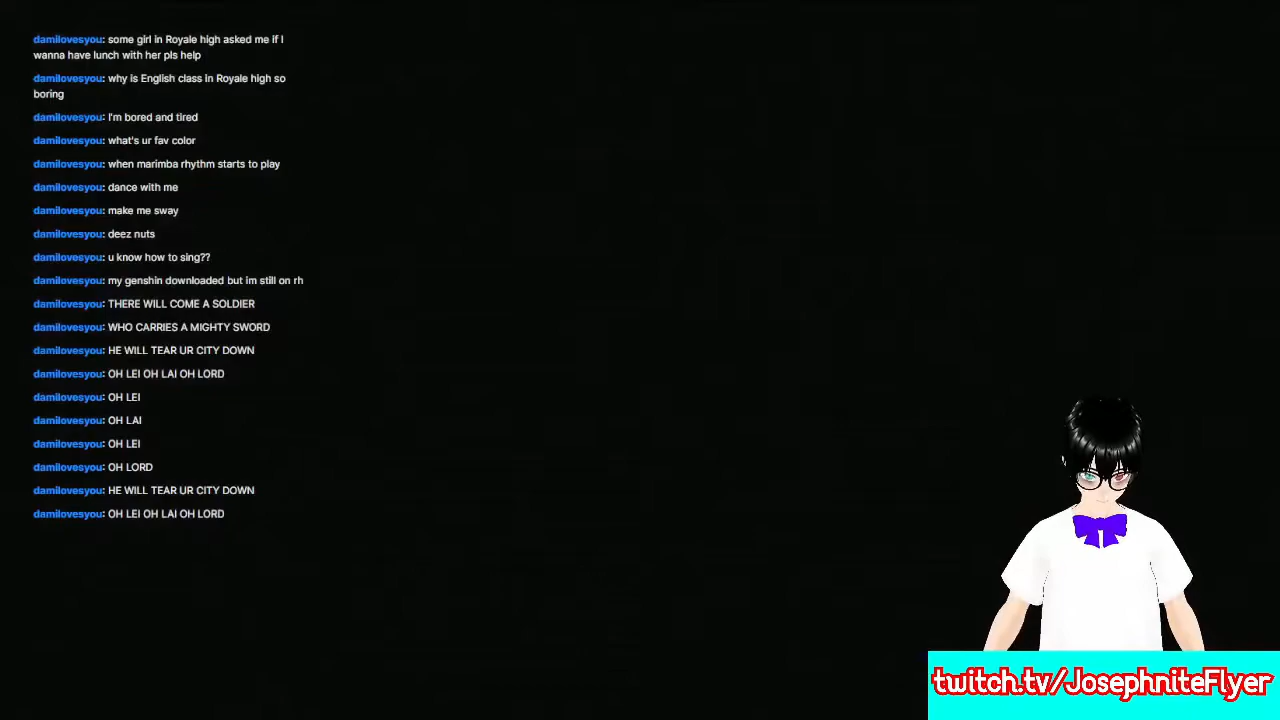 damilovesyou: some girl in Royale high asked me if I
wanna have lunch with her pls help
damilovesyou: why is English class in Royale high so
boring
damilovesyou: I'm bored and tired
damilovesyou: what's ur fav color
damilovesyou: when marimba rhythm starts to play
damilovesyou: dance with me
damilovesyou: make me sway
damilovesyou: deez nuts
damilovesyou: u know how to sing??
damilovesyou: my genshin downloaded but im still on rh
damilovesyou: THERE WILL COME A SOLDIER
damilovesyou: WHO CARRIES A MIGHTY SWORD
damilovesyou: HE WILL TEAR UR CITY DOWN
damilovesyou: OH LEI OH LAI OH LORD
damilovesyou: OH LEI
damilovesyou: OH LAI
damilovesyou: OH LEI
damilovesyou: OH LORD
damilovesyou: HE WILL TEAR UR CITY DOWN
damilovesyou: OH LEI OH LAI OH LORD
twitch.tv/JosephniteFlyer